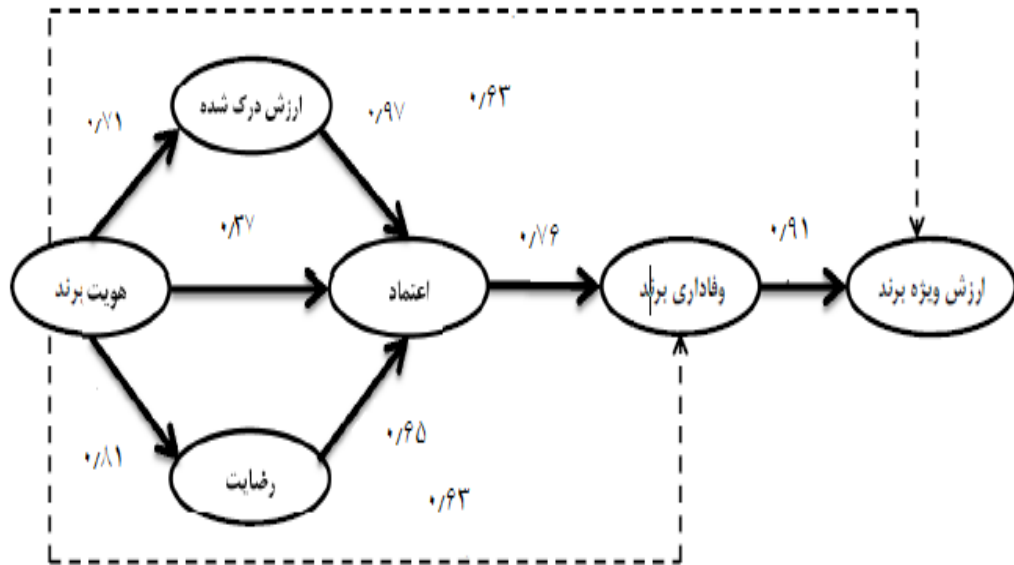 ارزش درک شده
۰٫۷۱
۰٫۹۷
۰٫۶۳
۰٫۳۷
۰٫۷۶
۰٫۹۱
هویت برند
اعتماد
وفاداری برند
ارزش ویژه برند
۰٫۸۱
رضایت
۰٫۶۵
۰٫۶۳